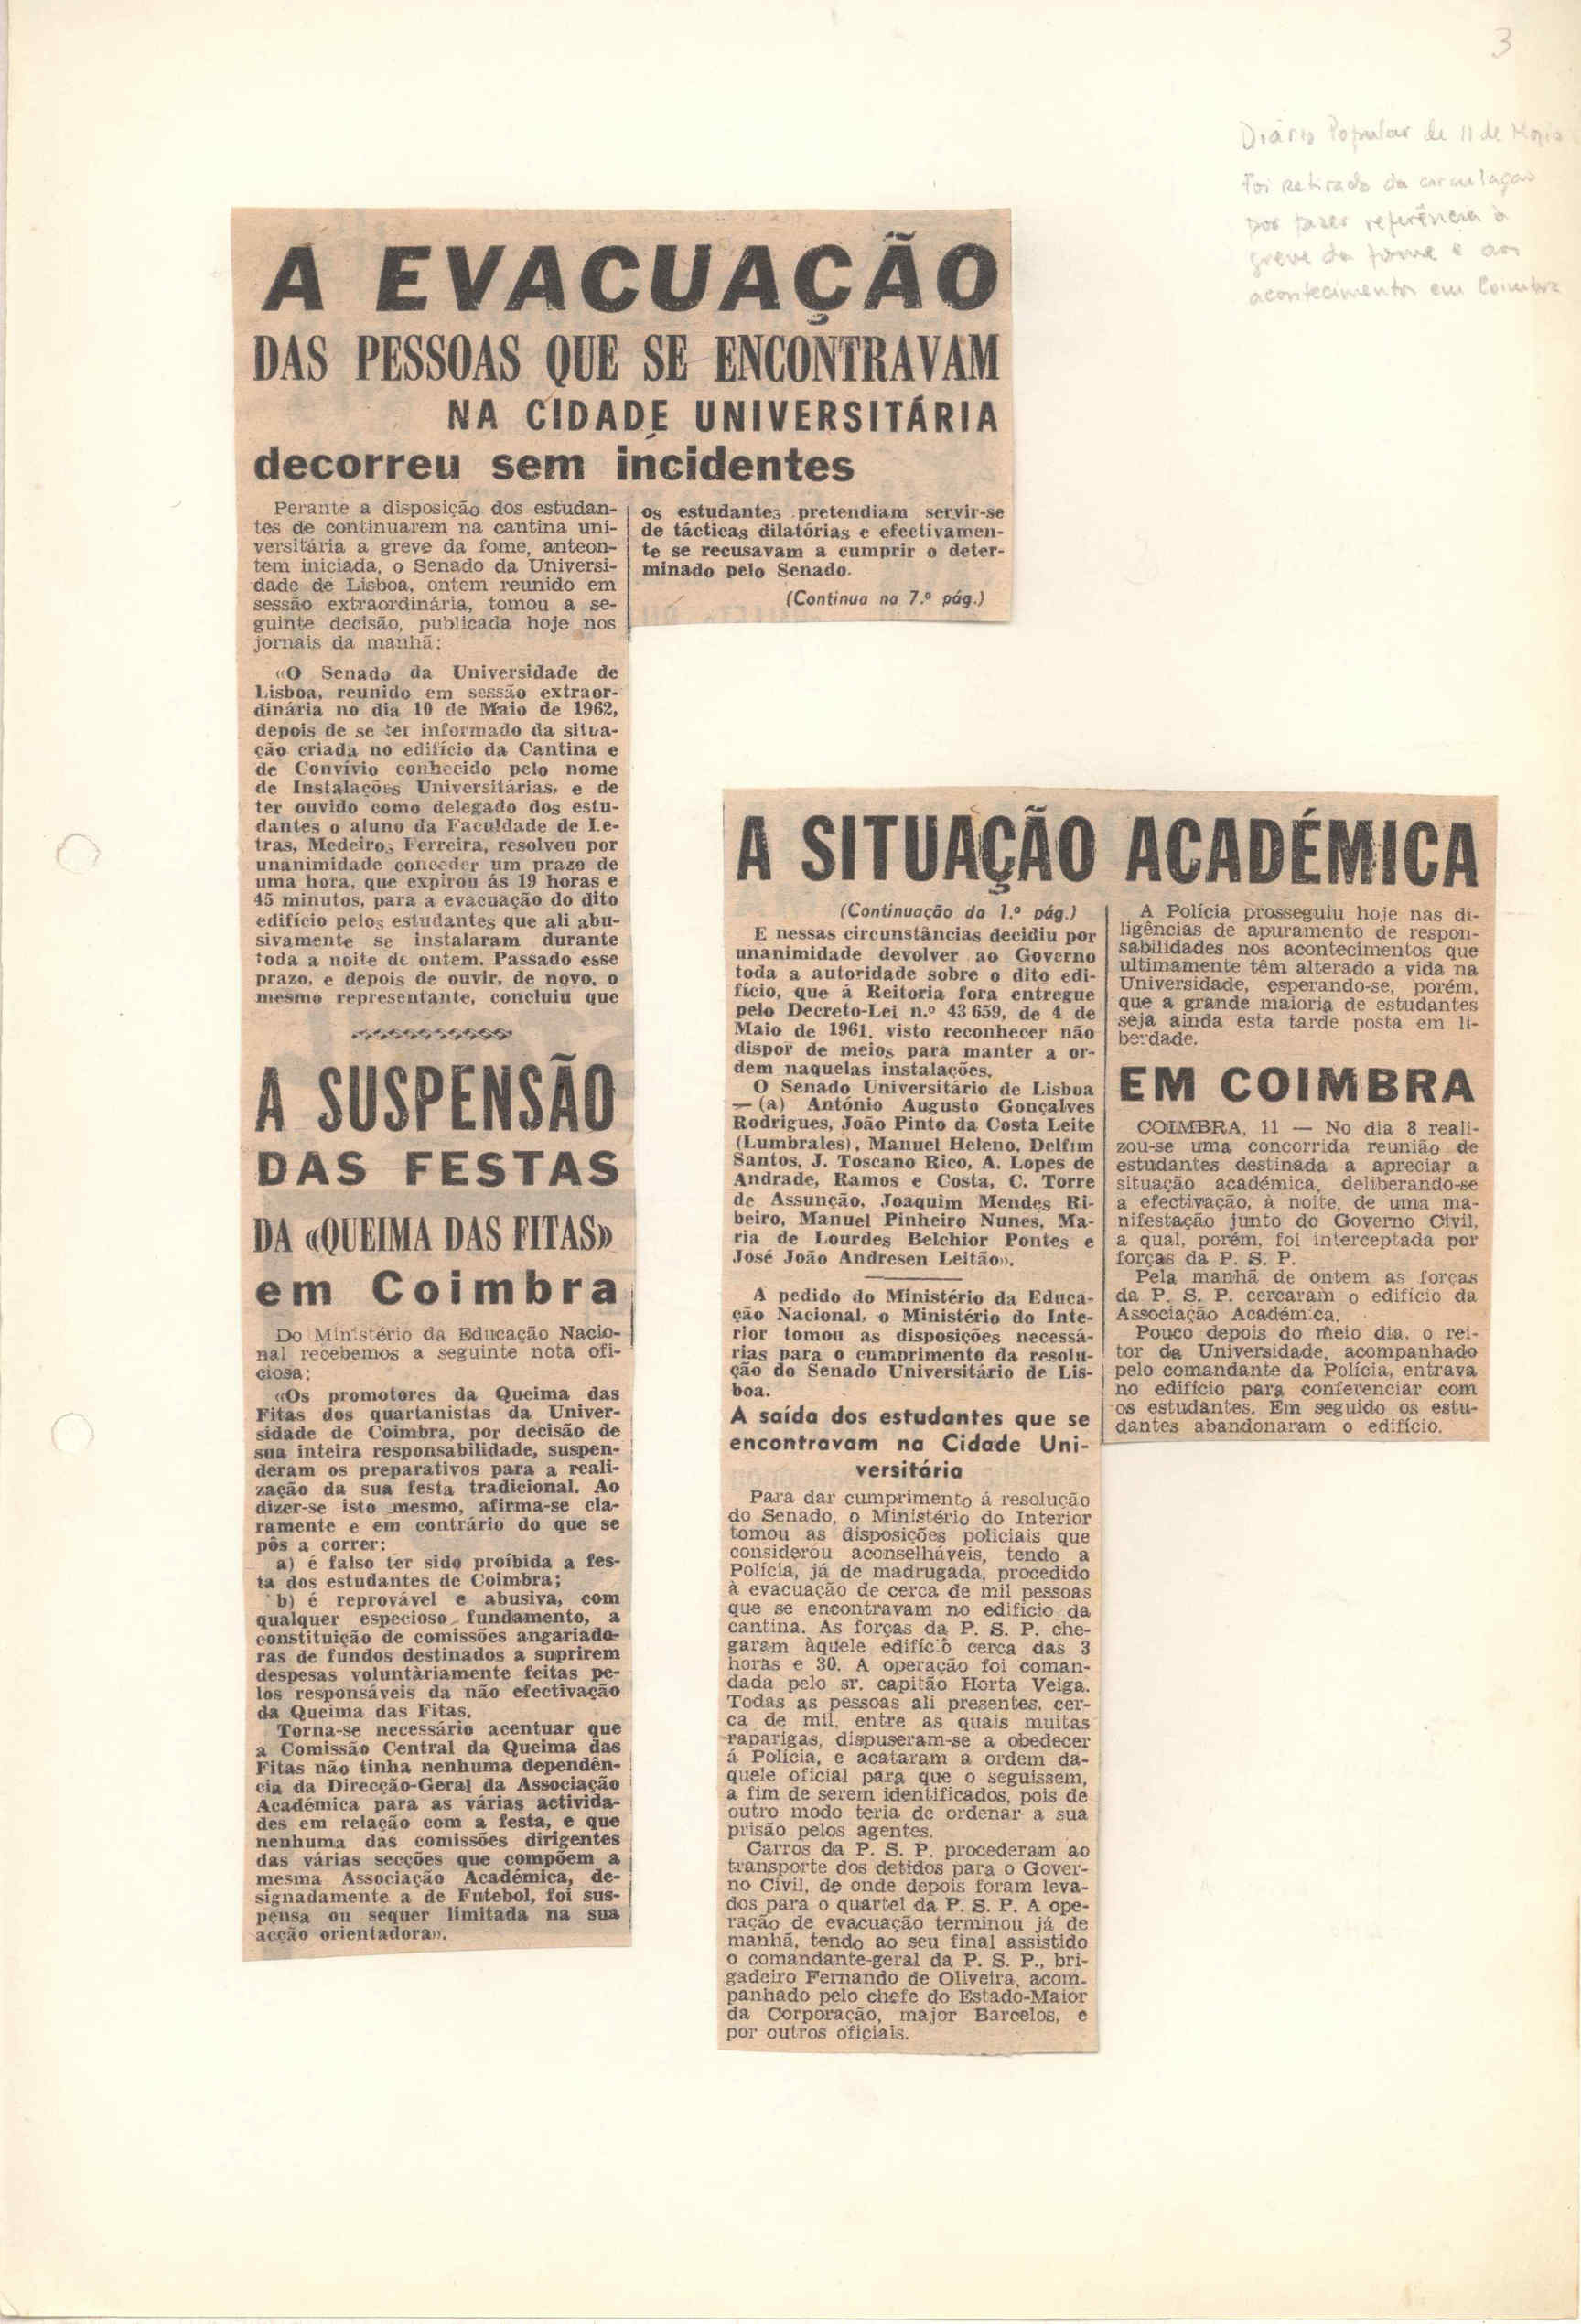 3
Diário Popular de 11 de Maio
foi retirado da circulação
por fazer referência à
greve da fome e aos
acontecimentos em Coimbra
A EVACUAÇÃO
DAS PESSOAS QUE SE ENCONTRAVAM
NA CIDADE UNIVERSITÁRIA
decorreu sem incidentes
Perante a disposição dos estudan-
tes de continuarem na cantina uni-
versitária a greve da fome, anteon-
tem iniciada, o Senado da Universi-
dade de Lisboa, ontem reunido em
sessão extraordinária, tomou a se-
guinte decisão, publicada hoje nos
jornais da manhã:
«O Senado da Universidade de
Lisboa, reunido em sessão extraor-
dinária no dia 10 de Maio de 1962,
depois de se ter informado da situa-
ção criada no edifício da Cantina e
de Convívio conhecido pelo nome
de Instalações Universitárias, e de
ter ouvido como delegado dos estu-
dantes o aluno da Faculdade de Le-
tras, Medeiros Ferreira, resolveu por
unanimidade conceder um prazo de
uma hora, que expirou ás 19 horas e
45 minutos, para a evacuação do dito
edifício pelos estudantes que ali abu-
sivamente se instalaram durante
toda a noite de ontem. Passado esse
prazo, e depois de ouvir, de novo, o
mesmo representante, concluiu que
os estudantes pretendiam servir-se
de tácticas dilatórias e efectivamen-
te se recusavam a cumprir o deter-
minado pelo Senado.
(Continua na 7.ª pág.)
A SUSPENSÃO
DAS FESTAS
DA «QUEIMA DAS FITAS»
em Coimbra
Do Ministério da Educação Nacio-
nal recebemos a seguinte nota ofi-
ciosa:
«Os promotores da Queima das
Fitas dos quartanistas da Univer-
sidade de Coimbra, por decisão de
sua inteira responsabilidade, suspen-
deram os preparativos para a reali-
zação da sua festa tradicional. Ao
dizer-se isto mesmo, afirma-se cla-
ramente e em contrário do que se
pôs a correr:
a) é falso ter sido proíbida a fes-
ta dos estudantes de Coimbra;
b) é reprovável e abusiva, com
qualquer especioso fundamento, a
constituição de comissões angariado-
ras de fundos destinados a suprirem
despesas voluntàriamente feitas pe-
los responsáveis da não efectivação
da Queima das Fitas.
Torna-se necessário acentuar que
a Comissão Central da Queima das
Fitas não tinha nenhuma dependên-
cia da Direcção-Geral da Associação
Académica para as várias activida-
des em relação com a festa, e que
nenhuma das comissões dirigentes
das várias secções que compõem a
mesma Associação Académica, de-
signadamente a de Futebol, foi sus-
pensa ou sequer limitada na sua
acção orientadora».
A SITUAÇÃO ACADÉMICA
(Continuação da 1.ª pág.)
E nessas circunstâncias decidiu por
unanimidade devolver ao Governo
toda a autoridade sobre o dito edi-
fício, que á Reitoria fora entregue
pelo Decreto-Lei n.º 43 659, de 4 de
Maio de 1961, visto reconhecer não
dispor de meios para manter a or-
dem naquelas instalações.
O Senado Universitário de Lisboa
— (a) António Augusto Gonçalves
Rodrigues, João Pinto da Costa Leite
(Lumbrales), Manuel Heleno, Delfim
Santos, J. Toscano Rico, A. Lopes de
Andrade, Ramos e Costa, C. Torre
de Assunção, Joaquim Mendes Ri-
beiro, Manuel Pinheiro Nunes, Ma-
ria de Lourdes Belchior Pontes e
José João Andresen Leitão».
A pedido do Ministério da Educa-
ção Nacional, o Ministério do Inte-
rior tomou as disposições necessá-
rias para o cumprimento da resolu-
ção do Senado Universitário de Lis-
boa.
A saída dos estudantes que se
encontravam na Cidade Uni-
versitária
Para dar cumprimento á resolução
do Senado, o Ministério do Interior
tomou as disposições policiais que
considerou aconselháveis, tendo a
Polícia, já de madrugada, procedido
à evacuação de cerca de mil pessoas
que se encontravam no edifício da
cantina. As forças da P. S. P. che-
garam àquele edifício cerca das 3
horas e 30. A operação foi coman-
dada pelo sr. capitão Horta Veiga.
Todas as pessoas ali presentes, cer-
ca de mil, entre as quais muitas
raparigas, dispuseram-se a obedecer
á Polícia, e acataram a ordem da-
quele oficial para que o seguissem,
a fim de serem identificados, pois de
outro modo teria de ordenar a sua
prisão pelos agentes.
Carros da P. S. P. procederam ao
transporte dos detidos para o Gover-
no Civil, de onde depois foram leva-
dos para o quartel da P. S. P. A ope-
ração de evacuação terminou já de
manhã, tendo ao seu final assistido
o comandante-geral da P. S. P., bri-
gadeiro Fernando de Oliveira, acom-
panhado pelo chefe do Estado-Maior
da Corporação, major Barcelos, e
por outros oficiais.
A Polícia prosseguiu hoje nas di-
ligências de apuramento de respon-
sabilidades nos acontecimentos que
ultimamente têm alterado a vida na
Universidade, esperando-se, porém,
que a grande maioria de estudantes
seja ainda esta tarde posta em li-
berdade.
EM COIMBRA
COIMBRA, 11 — No dia 8 reali-
zou-se uma concorrida reunião de
estudantes destinada a apreciar a
situação académica, deliberando-se
a efectivação, à noite, de uma ma-
nifestação junto do Governo Civil,
a qual, porém, foi interceptada por
forças da P. S. P.
Pela manhã de ontem as forças
da P. S. P. cercaram o edifício da
Associação Académica.
Pouco depois do meio dia, o rei-
tor da Universidade, acompanhado
pelo comandante da Polícia, entrava
no edifício para conferenciar com
os estudantes. Em seguido os estu-
dantes abandonaram o edifício.